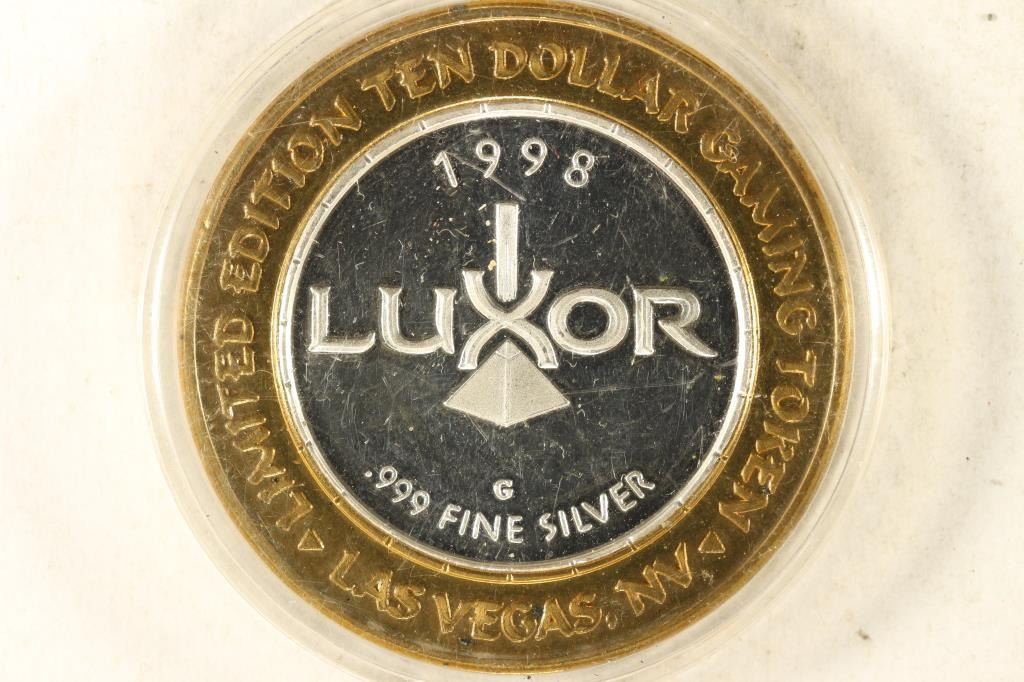 LIMITED EDITION TEN DOLLAR GAMING TOKEN
LAS VEGAS, NV
1998
LUXOR
G
.999 FINE SILVER